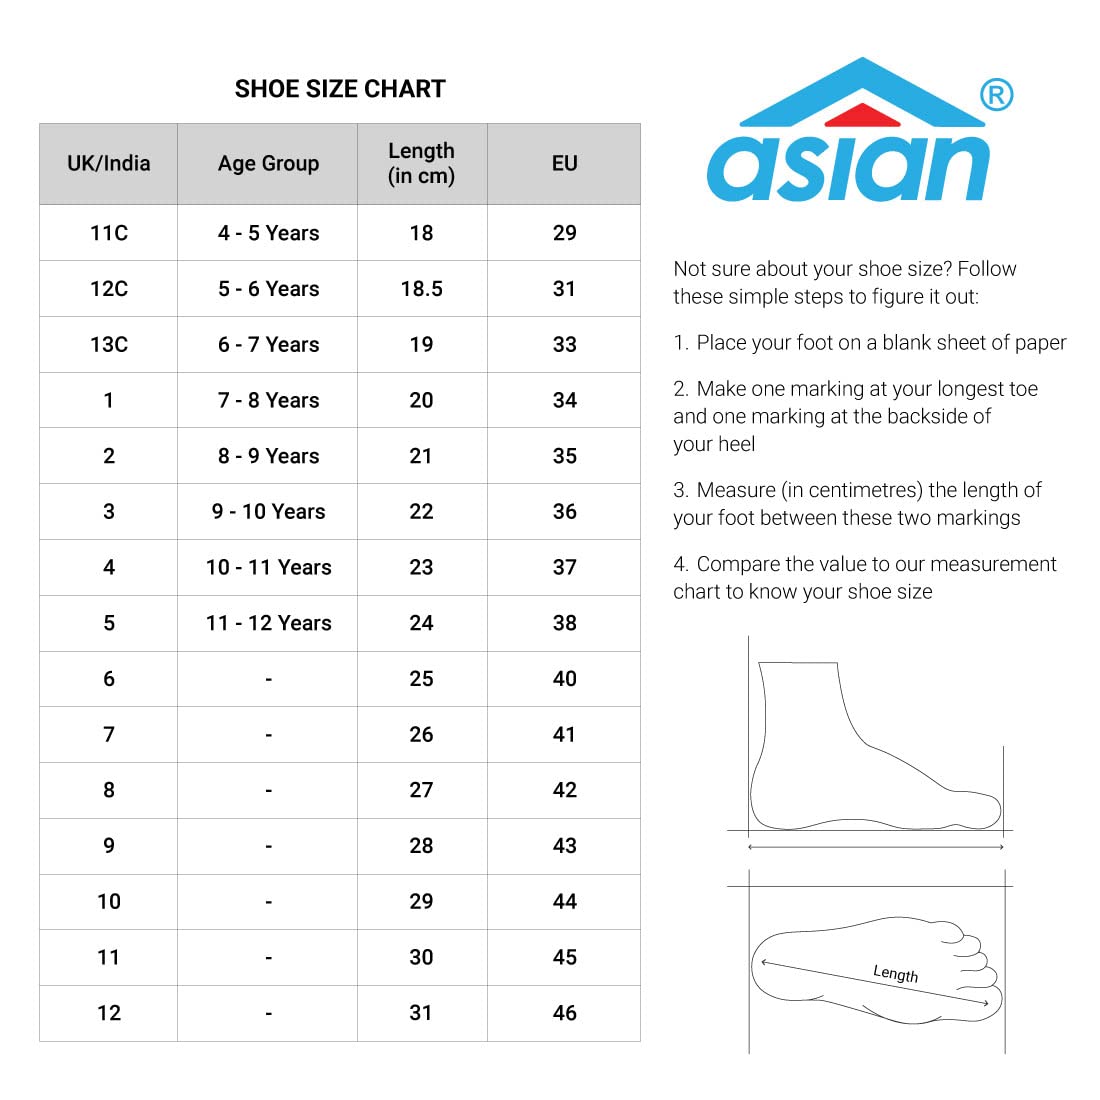 SHOE SIZE CHART
UK/India Age Group Length (in cm) EU
11C 4 - 5 Years 18 29
12C 5 - 6 Years 18.5 31
13C 6 - 7 Years 19 33
1 7 - 8 Years 20 34
2 8 - 9 Years 21 35
3 9 - 10 Years 22 36
4 10 - 11 Years 23 37
5 11 - 12 Years 24 38
6 - 25 40
7 - 26 41
8 - 27 42
9 - 28 43
10 - 29 44
11 - 30 45
12 - 31 46
asian ®
Not sure about your shoe size? Follow
these simple steps to figure it out:
1. Place your foot on a blank sheet of paper
2. Make one marking at your longest toe
and one marking at the backside of
your heel
3. Measure (in centimetres) the length of
your foot between these two markings
4. Compare the value to our measurement
chart to know your shoe size
Length